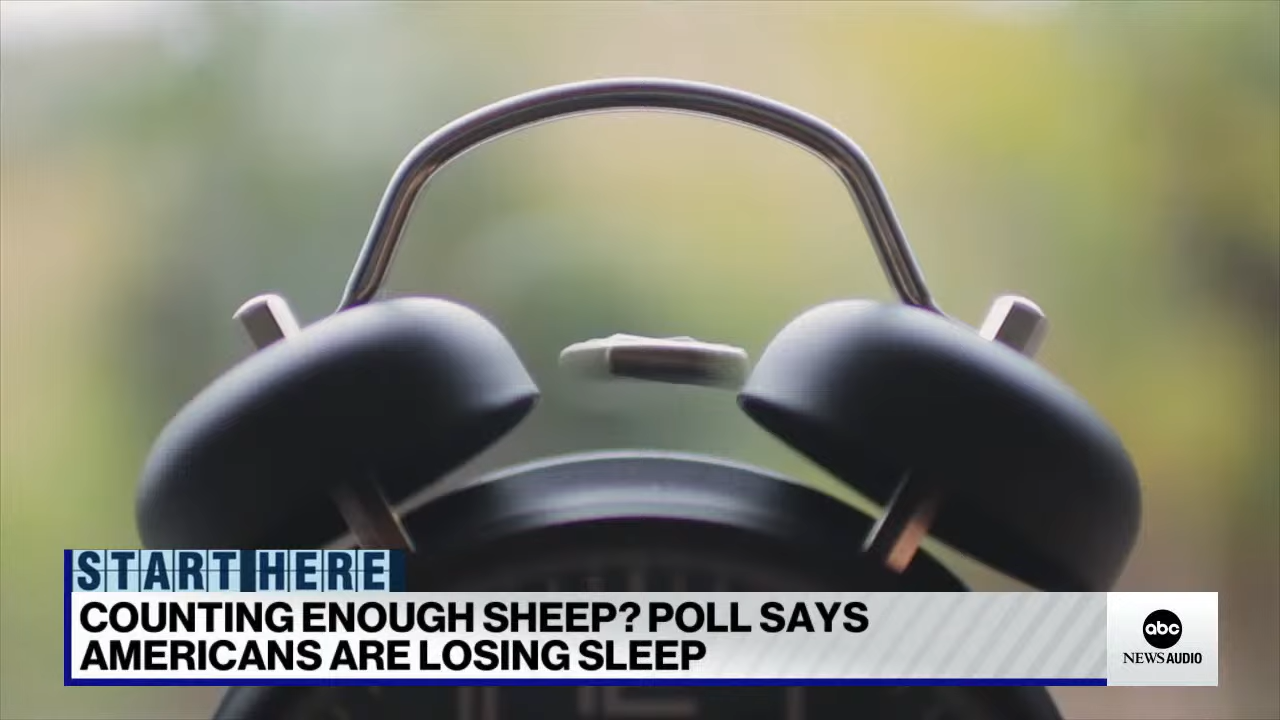 START HERE
COUNTING ENOUGH SHEEP? POLL SAYS
AMERICANS ARE LOSING SLEEP
abc
NEWS AUDIO